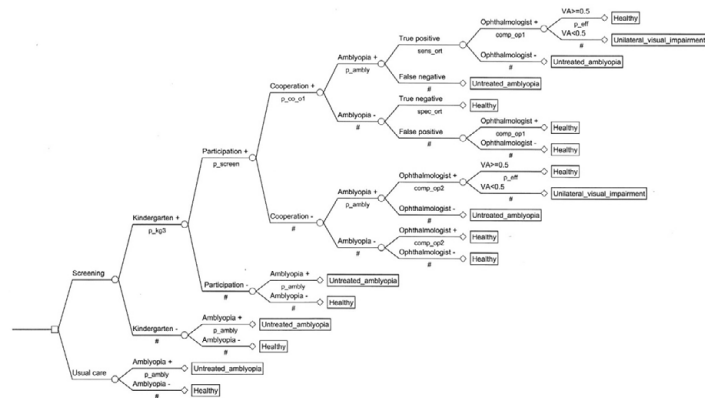 VA>=0.5
Healthy
p_eff
Ophthalmologist +
comp_op1
VA<0.5
#
Unilateral_visual_impairment
True positive
sens_ort
Ophthalmologist -
#
Untreated_amblyopia
Amblyopia +
p_ambly
False negative
#
Untreated_amblyopia
Cooperation +
p_co_o1
True negative
spec_ort
Healthy
Amblyopia -
#
False positive
#
Ophthalmologist +
comp_op1
Healthy
Ophthalmologist -
#
Healthy
Participation +
p_screen
VA>=0.5
p_eff
Healthy
Ophthalmologist +
comp_op2
VA<0.5
#
Unilateral_visual_impairment
Amblyopia +
p_ambly
Ophthalmologist -
#
Untreated_amblyopia
Cooperation -
#
Ophthalmologist +
comp_op2
Healthy
Amblyopia -
#
Ophthalmologist -
#
Healthy
Kindergarten +
p_kg3
Participation -
#
Amblyopia +
p_ambly
Untreated_amblyopia
Amblyopia -
#
Healthy
Screening
Kindergarten -
#
Amblyopia +
p_ambly
Untreated_amblyopia
Amblyopia -
#
Healthy
Usual care
Amblyopia +
p_ambly
Untreated_amblyopia
Amblyopia -
#
Healthy